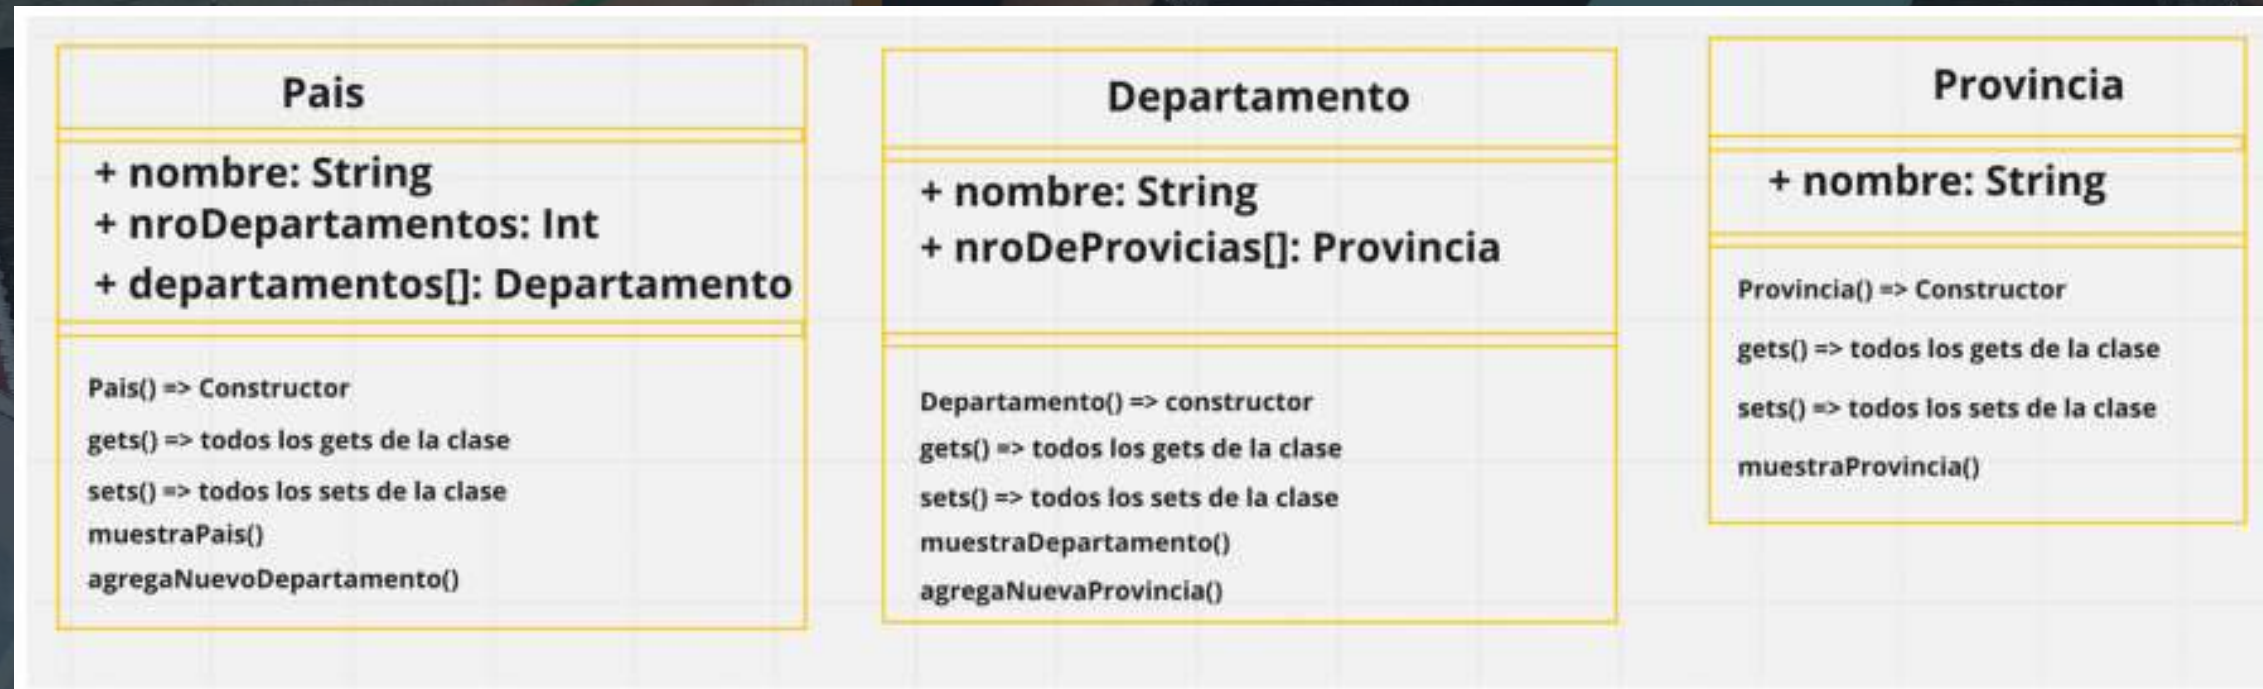 Pais
+ nombre: String
+ nroDepartamentos: Int
+ departamentos[]: Departamento
Pais() => Constructor
gets() => todos los gets de la clase
sets() => todos los sets de la clase
muestraPais()
agregaNuevoDepartamento()
Departamento
+ nombre: String
+ nroDeProvicias[]: Provincia
Departamento() => constructor
gets() => todos los gets de la clase
sets() => todos los sets de la clase
muestraDepartamento()
agregaNuevaProvincia()
Provincia
+ nombre: String
Provincia() => Constructor
gets() => todos los gets de la clase
sets() => todos los sets de la clase
muestraProvincia()